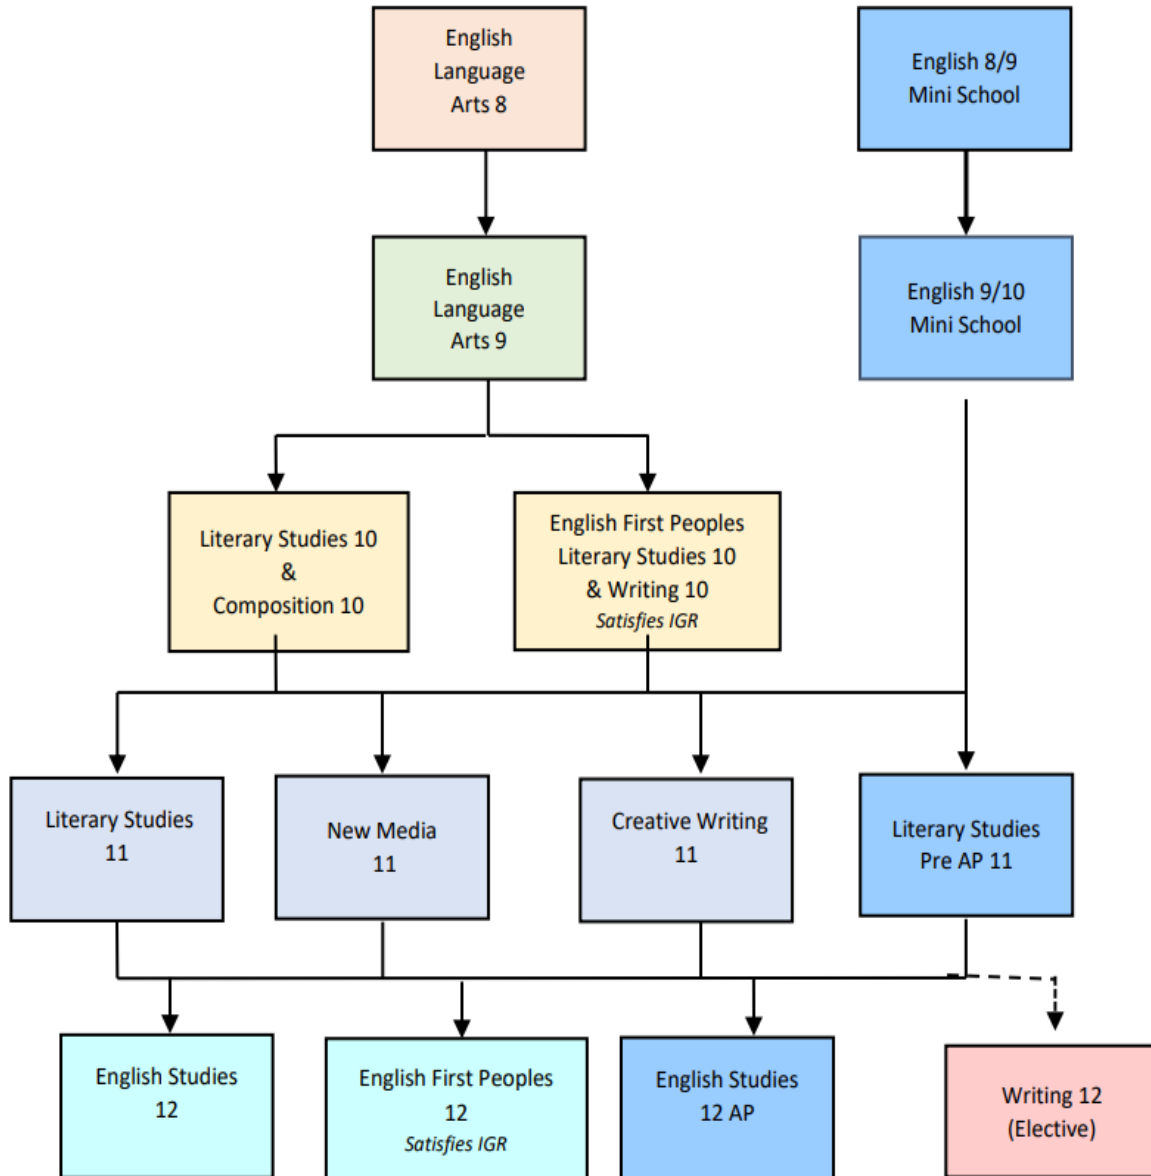 English
Language
Arts 8
English 8/9
Mini School
English
Language
Arts 9
English 9/10
Mini School
Literary Studies 10
&
Composition 10
English First Peoples
Literary Studies 10
& Writing 10
Satisfies IGR
Literary Studies
11
New Media
11
Creative Writing
11
Literary Studies
Pre AP 11
English Studies
12
English First Peoples
12
Satisfies IGR
English Studies
12 AP
Writing 12
(Elective)